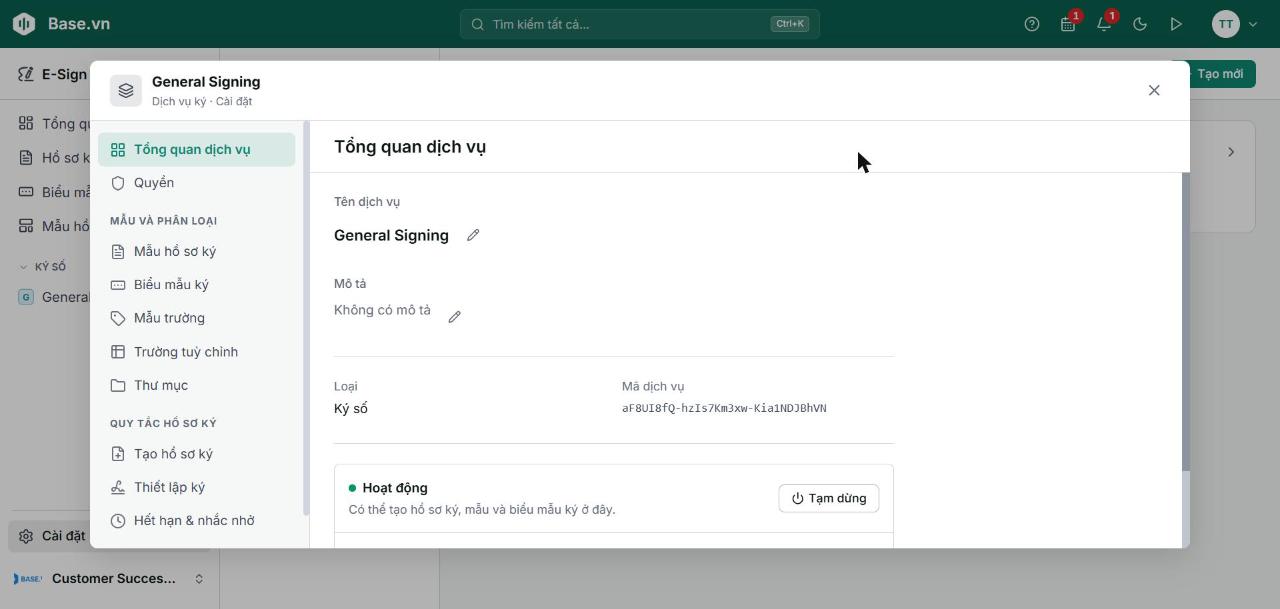 Base.vn
Tìm kiếm tất cả...
Ctrl+K
1
1
TT
E-Sign
Tạo mới
General Signing
Dịch vụ ký · Cài đặt
Tổng quan dịch vụ
Quyền
MẪU VÀ PHÂN LOẠI
Mẫu hồ sơ ký
Biểu mẫu ký
Mẫu trường
Trường tuỳ chỉnh
Thư mục
QUY TẮC HỒ SƠ KÝ
Tạo hồ sơ ký
Thiết lập ký
Hết hạn & nhắc nhở
Tổng quan dịch vụ
Tên dịch vụ
General Signing
Mô tả
Không có mô tả
Loại
Mã dịch vụ
Ký số
aF8UI8fQ-hzIs7Km3xw-Kia1NDJBhVN
Hoạt động
Có thể tạo hồ sơ ký, mẫu và biểu mẫu ký ở đây.
Tạm dừng
Tổng
Hồ sơ
Biểu
Mẫu hồ
KÝ SỐ
G
General
Cài đặt
BASE.
Customer Succes...